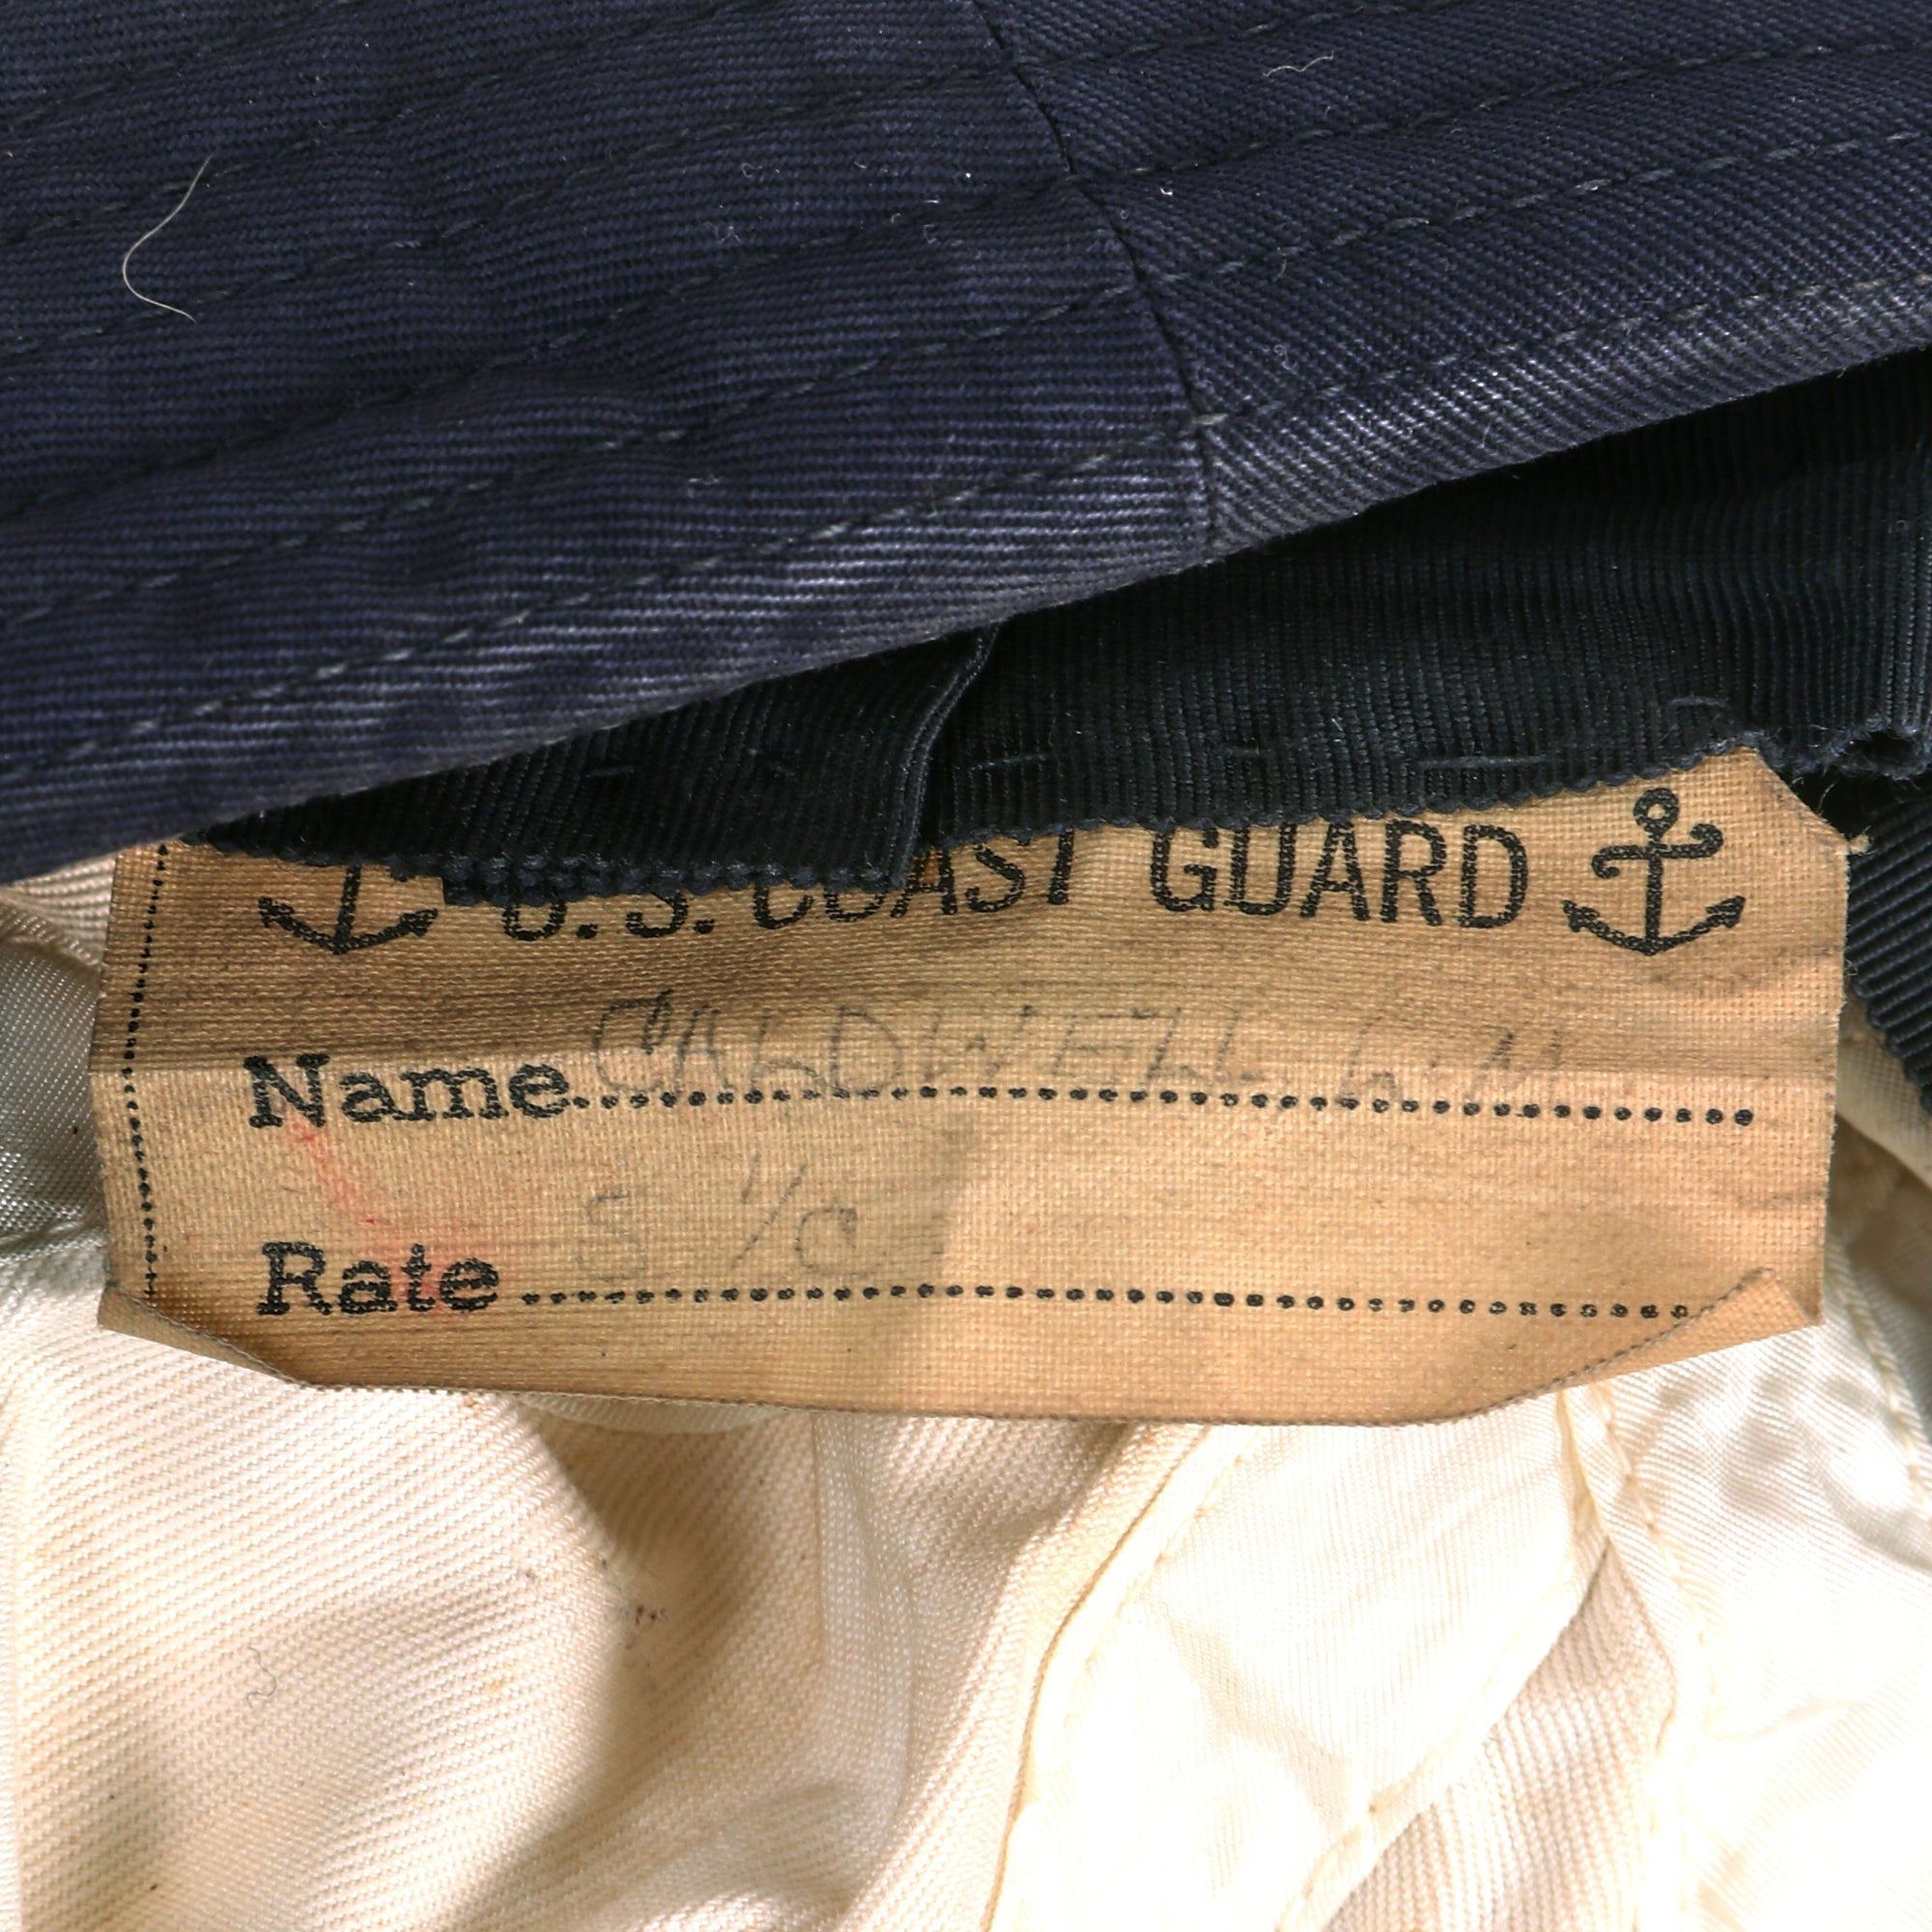 U.S. COAST GUARD
Name CALDWELL L.M.
Rate S 1/C